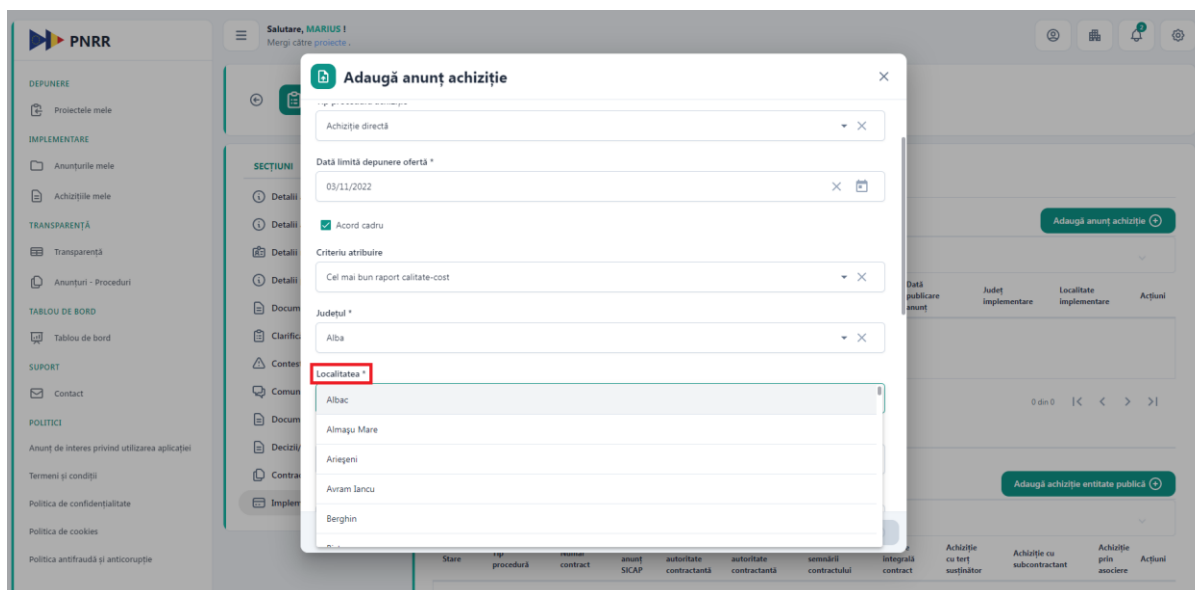 PNRR
Salutare, MARIUS !
Mergi către proiecte .
DEPUNERE
Proiectele mele
IMPLEMENTARE
Anunțurile mele
Achizițiile mele
TRANSPARENȚĂ
Transparență
Anunțuri - Proceduri
TABLOU DE BORD
Tablou de bord
SUPORT
Contact
POLITICI
Anunț de interes privind utilizarea aplicației
Termeni și condiții
Politica de confidențialitate
Politica de cookies
Politica antifraudă și anticorupție
SECȚIUNI
Detalii
Detalii
Detalii
Detalii
Docum
Clarific
Contes
Comun
Docum
Decizii/
Contra
Implem
Adaugă anunț achiziție
Achiziție directă
Dată limită depunere ofertă *
03/11/2022
Acord cadru
Criteriu atribuire
Cel mai bun raport calitate-cost
Județul *
Alba
Localitatea *
Albac
Almașu Mare
Arieșeni
Avram Iancu
Berghin
Adaugă anunț achiziție
Dată publicare anunț
Județ implementare
Localitate implementare
Acțiuni
0 din 0
Adaugă achiziție entitate publică
Stare
Tip procedură
Număr contract
anunț SICAP
autoritate contractantă
autoritate contractantă
semnării contractului
integrală contract
Achiziție cu terț susținător
Achiziție cu subcontractant
Achiziție prin asociere
Acțiuni